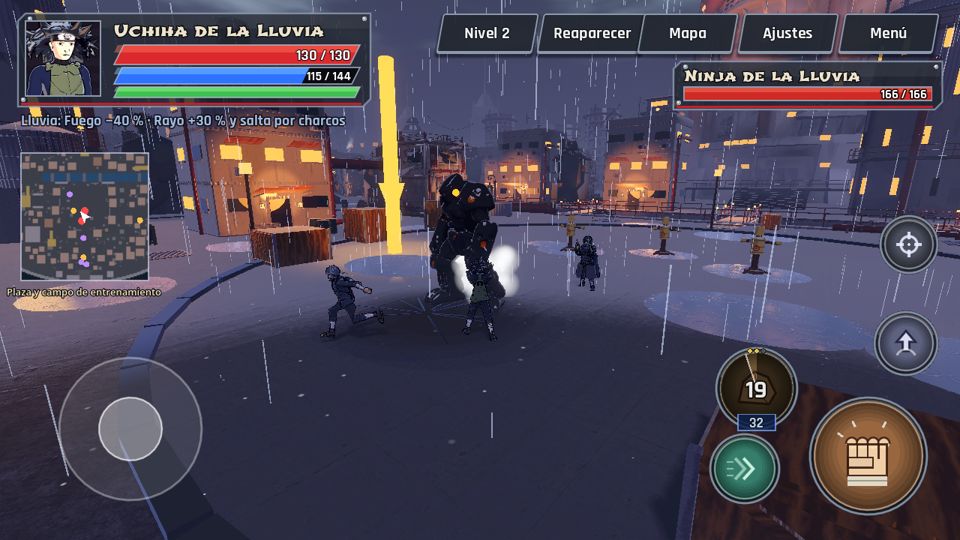 Uchiha de la Lluvia
130 / 130
115 / 144
Lluvia: Fuego -40 % · Rayo +30 % y salta por charcos
Nivel 2
Reaparecer
Mapa
Ajustes
Menú
Ninja de la Lluvia
166 / 166
Plaza y campo de entrenamiento
19
32